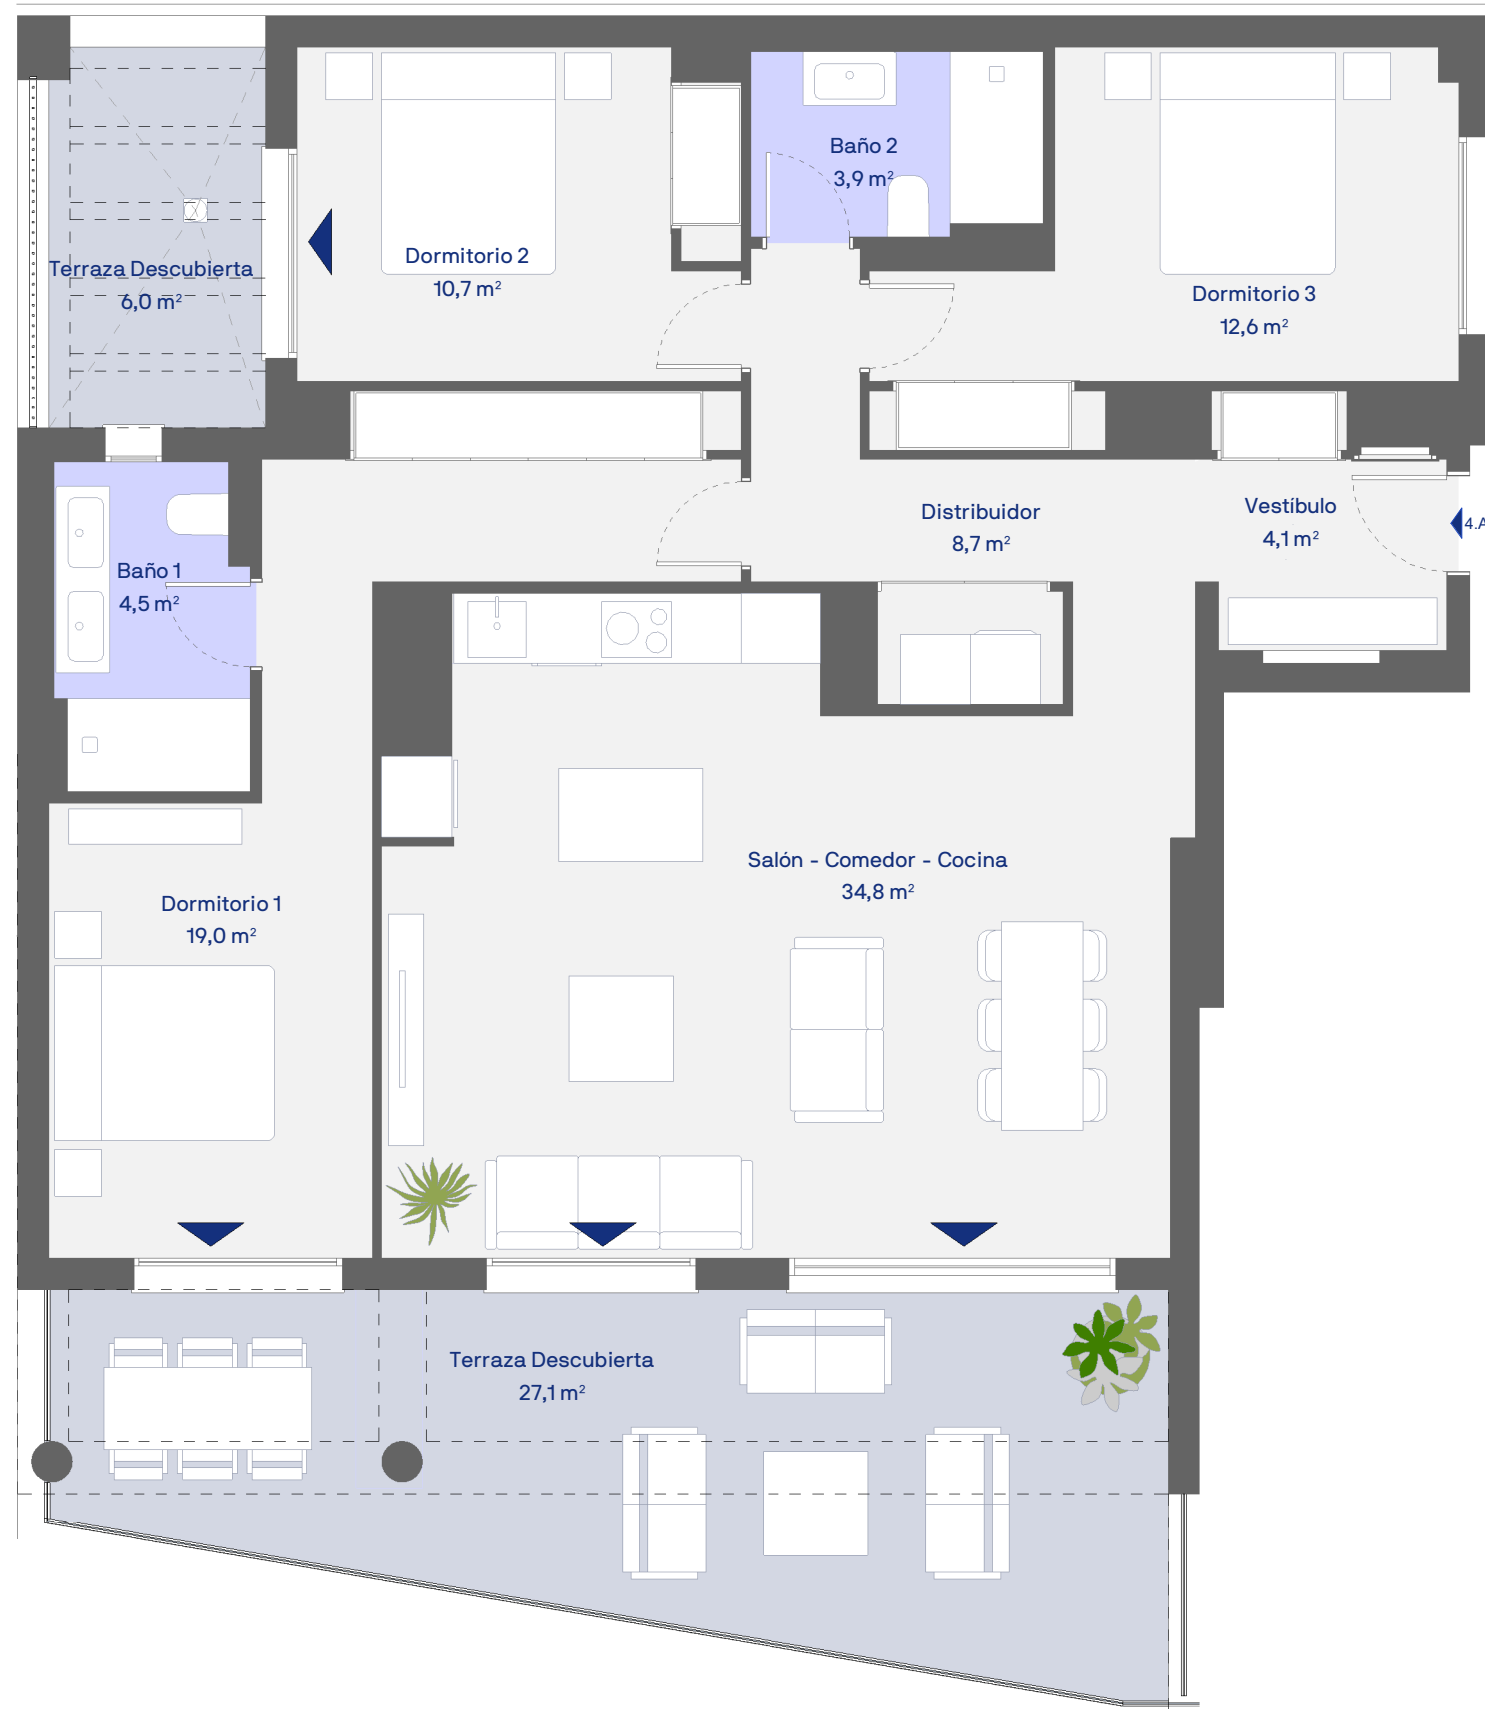 Baño 2
3,9 m²
Dormitorio 2
10,7 m²
Terraza Descubierta
6,0 m²
Dormitorio 3
12,6 m²
Distribuidor
8,7 m²
Vestíbulo
4,1 m²
4.A
Baño 1
4,5 m²
Salón - Comedor - Cocina
34,8 m²
Dormitorio 1
19,0 m²
Terraza Descubierta
27,1 m²